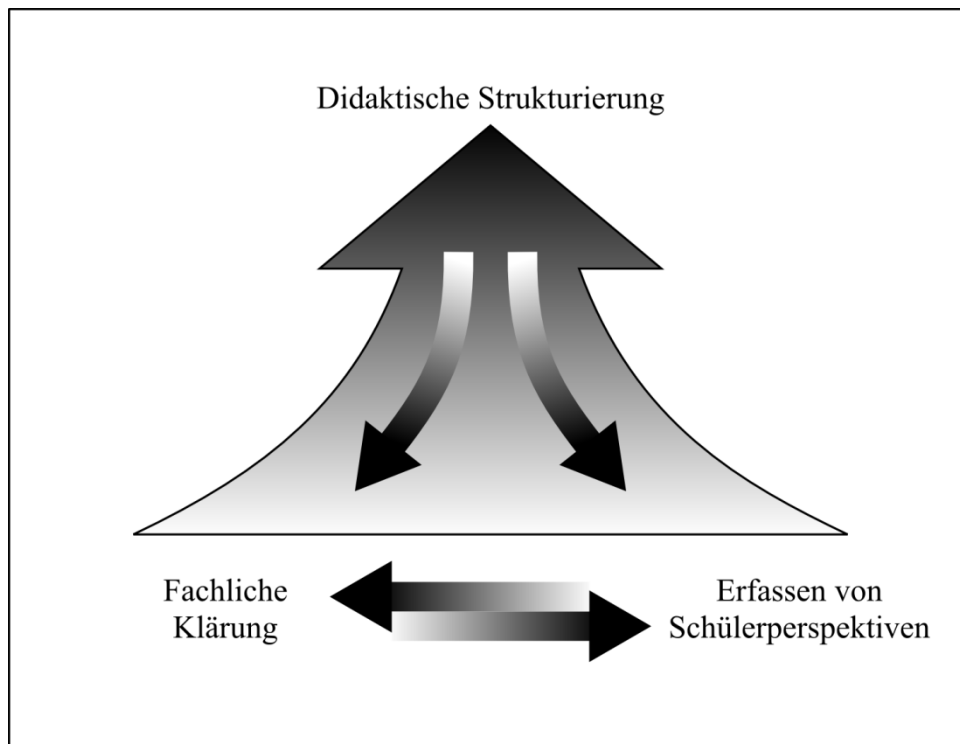 Didaktische Strukturierung
Fachliche
Klärung
Erfassen von
Schülerperspektiven